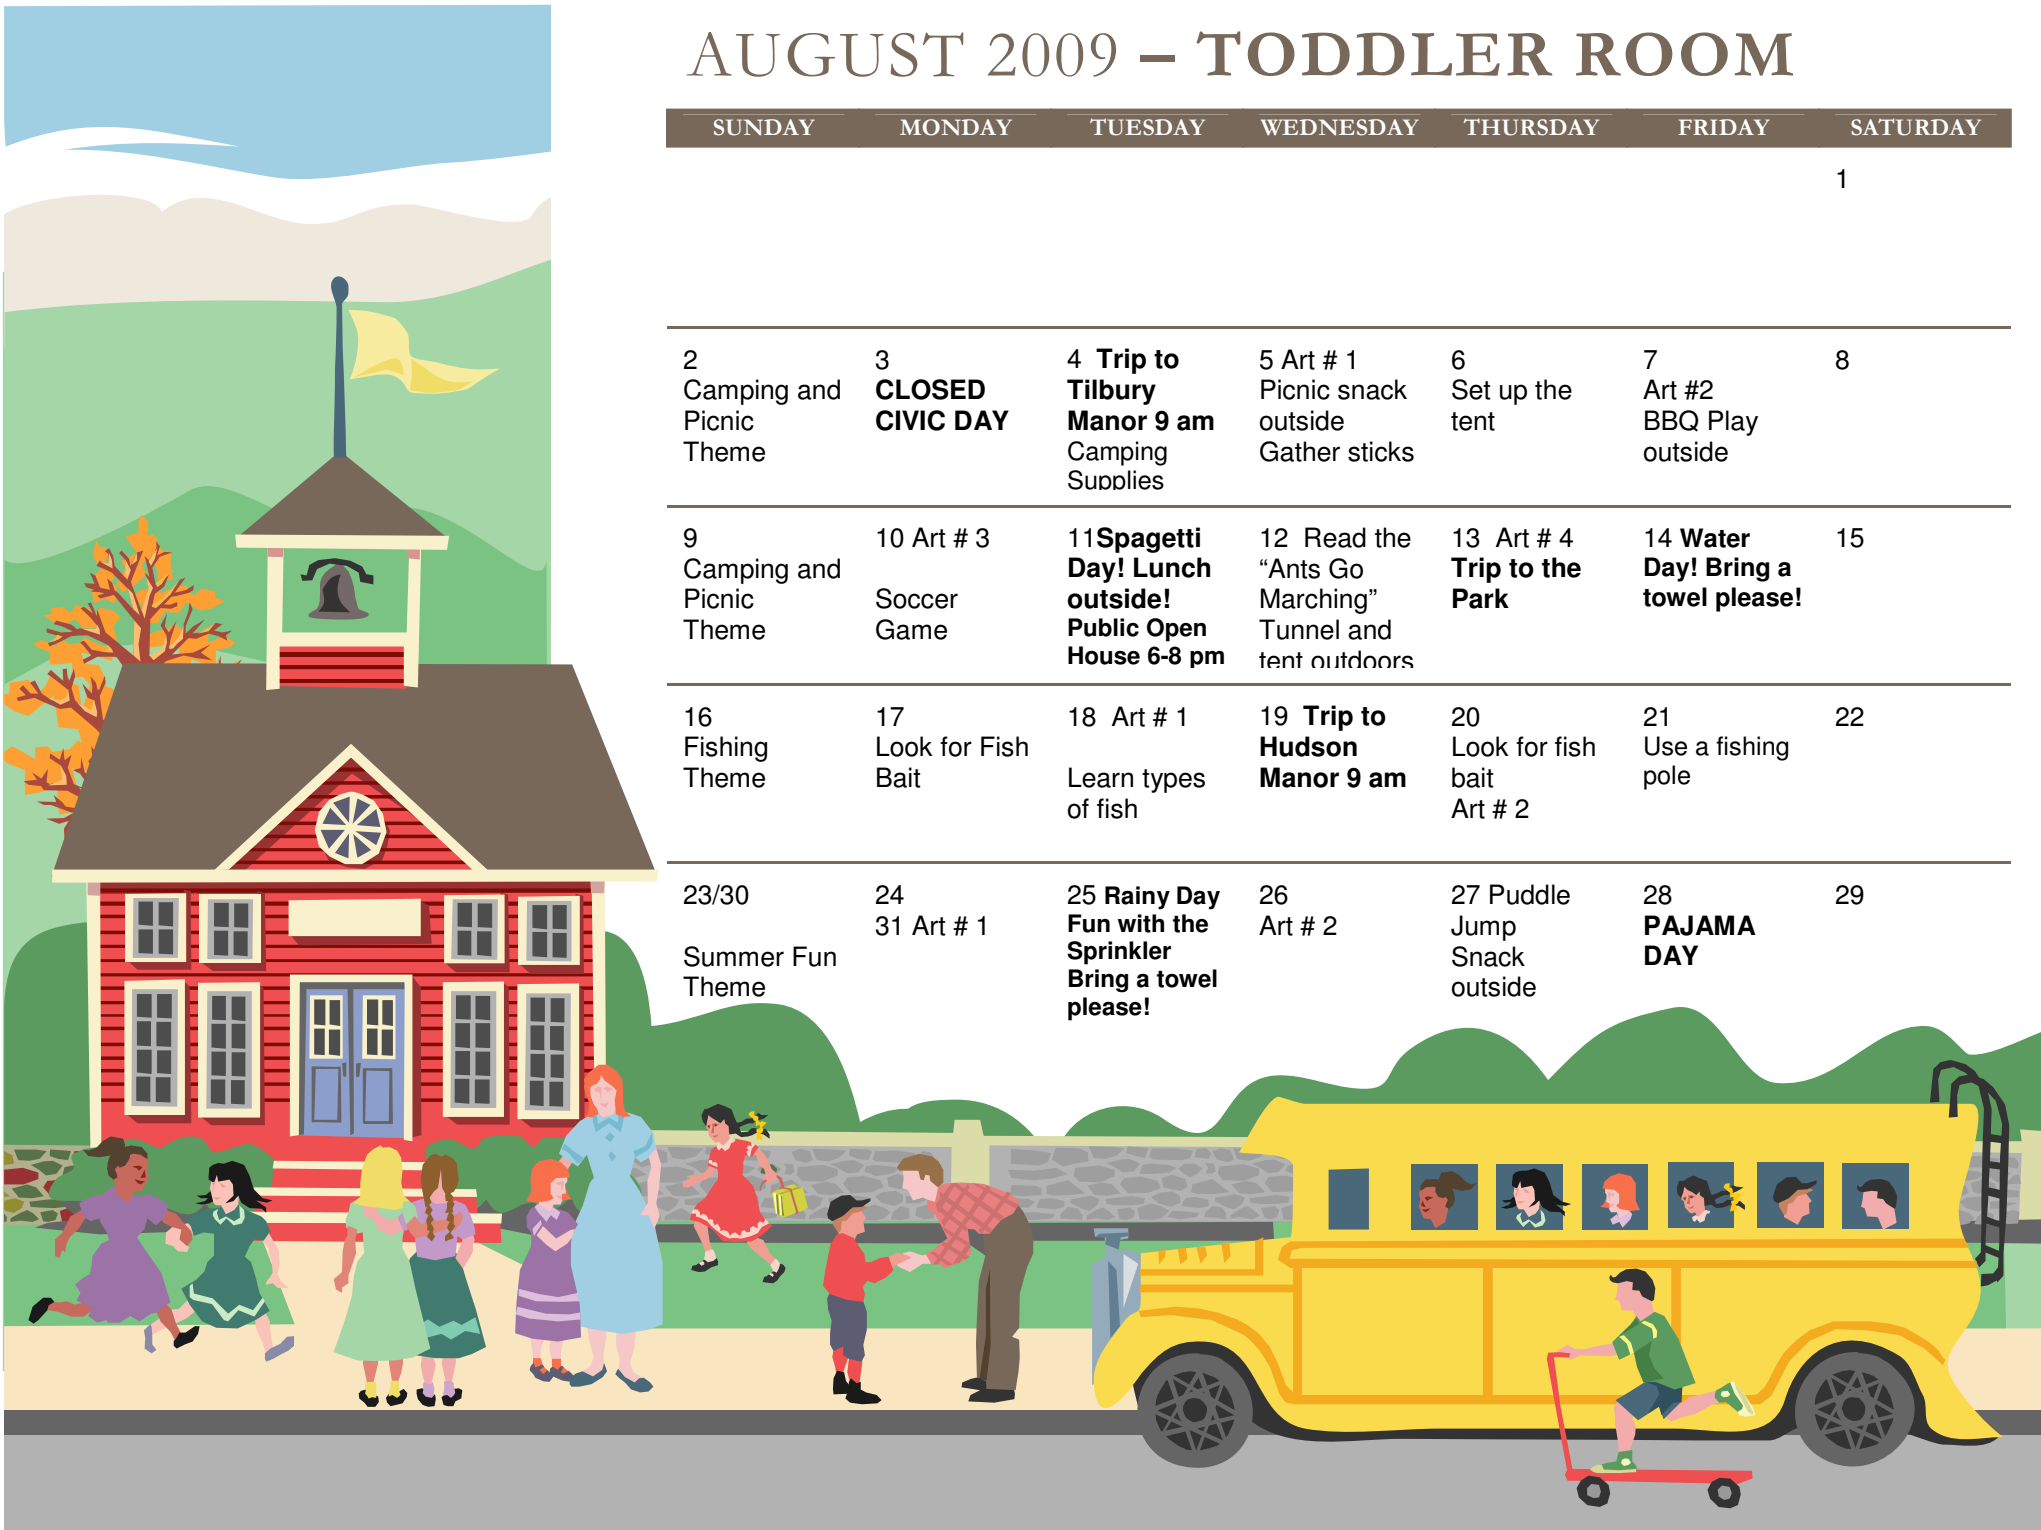 AUGUST 2009 – TODDLER ROOM
SUNDAY MONDAY TUESDAY WEDNESDAY THURSDAY FRIDAY SATURDAY
1
2
Camping and
Picnic
Theme
3
CLOSED
CIVIC DAY
4 Trip to
Tilbury
Manor 9 am
Camping
Supplies
5 Art # 1
Picnic snack
outside
Gather sticks
6
Set up the
tent
7
Art #2
BBQ Play
outside
8
9
Camping and
Picnic
Theme
10 Art # 3
Soccer
Game
11Spagetti
Day! Lunch
outside!
Public Open
House 6-8 pm
12 Read the
“Ants Go
Marching”
Tunnel and
tent outdoors
13 Art # 4
Trip to the
Park
14 Water
Day! Bring a
towel please!
15
16
Fishing
Theme
17
Look for Fish
Bait
18 Art # 1
Learn types
of fish
19 Trip to
Hudson
Manor 9 am
20
Look for fish
bait
Art # 2
21
Use a fishing
pole
22
23/30
Summer Fun
Theme
24
31 Art # 1
25 Rainy Day
Fun with the
Sprinkler
Bring a towel
please!
26
Art # 2
27 Puddle
Jump
Snack
outside
28
PAJAMA
DAY
29